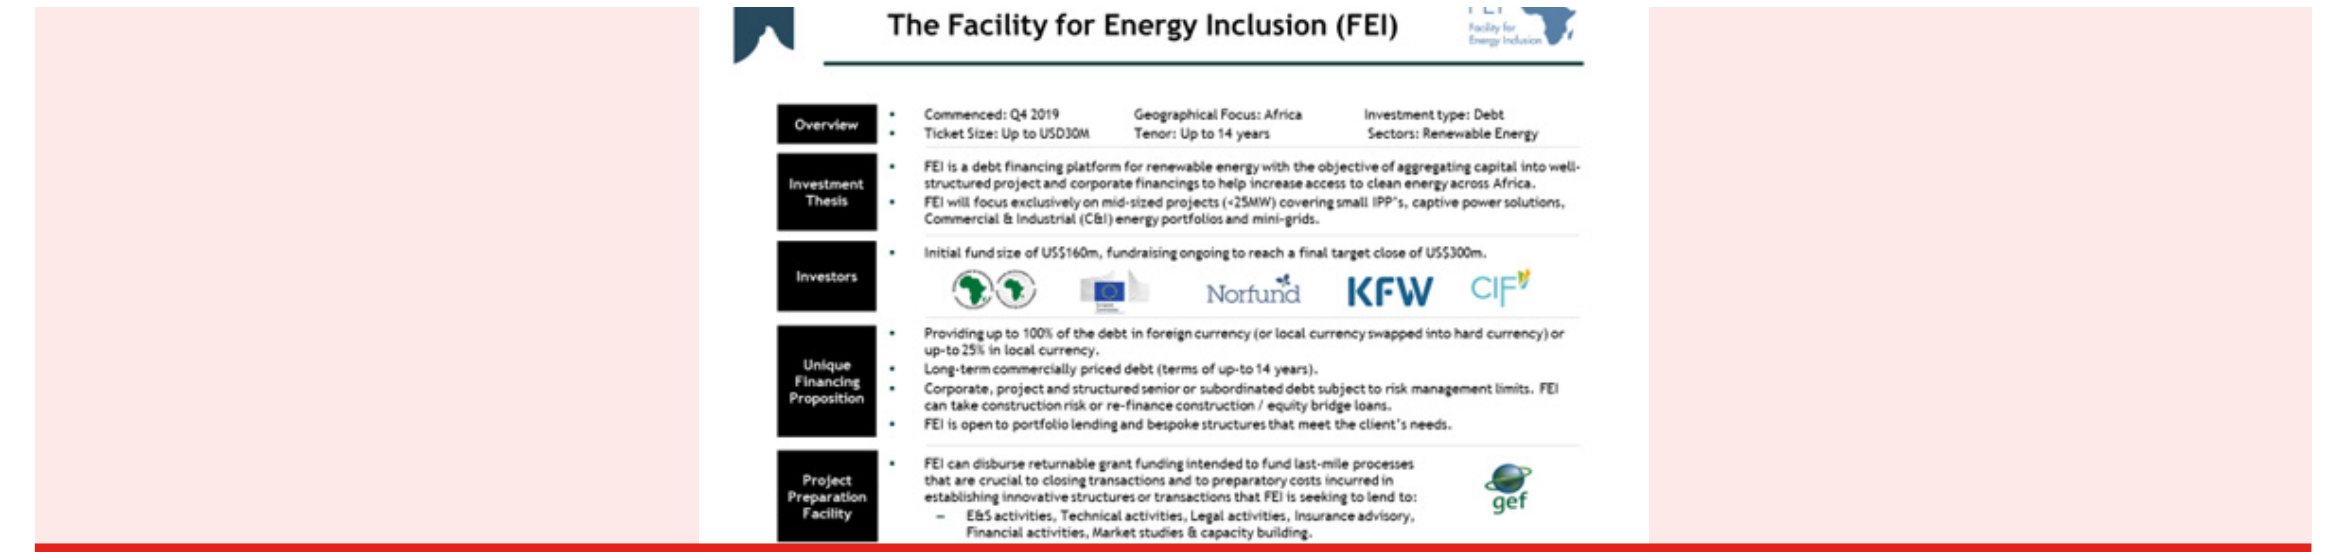 The Facility for Energy Inclusion (FEI)
FEI
Facility for
Energy Inclusion
Overview
• Commenced: Q4 2019 Geographical Focus: Africa Investment type: Debt
• Ticket Size: Up to USD30M Tenor: Up to 14 years Sectors: Renewable Energy
Investment
Thesis
• FEI is a debt financing platform for renewable energy with the objective of aggregating capital into well-
structured project and corporate financings to help increase access to clean energy across Africa.
• FEI will focus exclusively on mid-sized projects (<25MW) covering small IPP's, captive power solutions,
Commercial & Industrial (C&I) energy portfolios and mini-grids.
Investors
• Initial fund size of US$160m, fundraising ongoing to reach a final target close of US$300m.
Norfund
KFW
CIF
Unique
Financing
Proposition
• Providing up to 100% of the debt in foreign currency (or local currency swapped into hard currency) or
up-to 25% in local currency.
• Long-term commercially priced debt (terms of up-to 14 years).
• Corporate, project and structured senior or subordinated debt subject to risk management limits. FEI
can take construction risk or re-finance construction / equity bridge loans.
• FEI is open to portfolio lending and bespoke structures that meet the client's needs.
Project
Preparation
Facility
• FEI can disburse returnable grant funding intended to fund last-mile processes
that are crucial to closing transactions and to preparatory costs incurred in
establishing innovative structures or transactions that FEI is seeking to lend to:
– E&S activities, Technical activities, Legal activities, Insurance advisory,
Financial activities, Market studies & capacity building.
gef